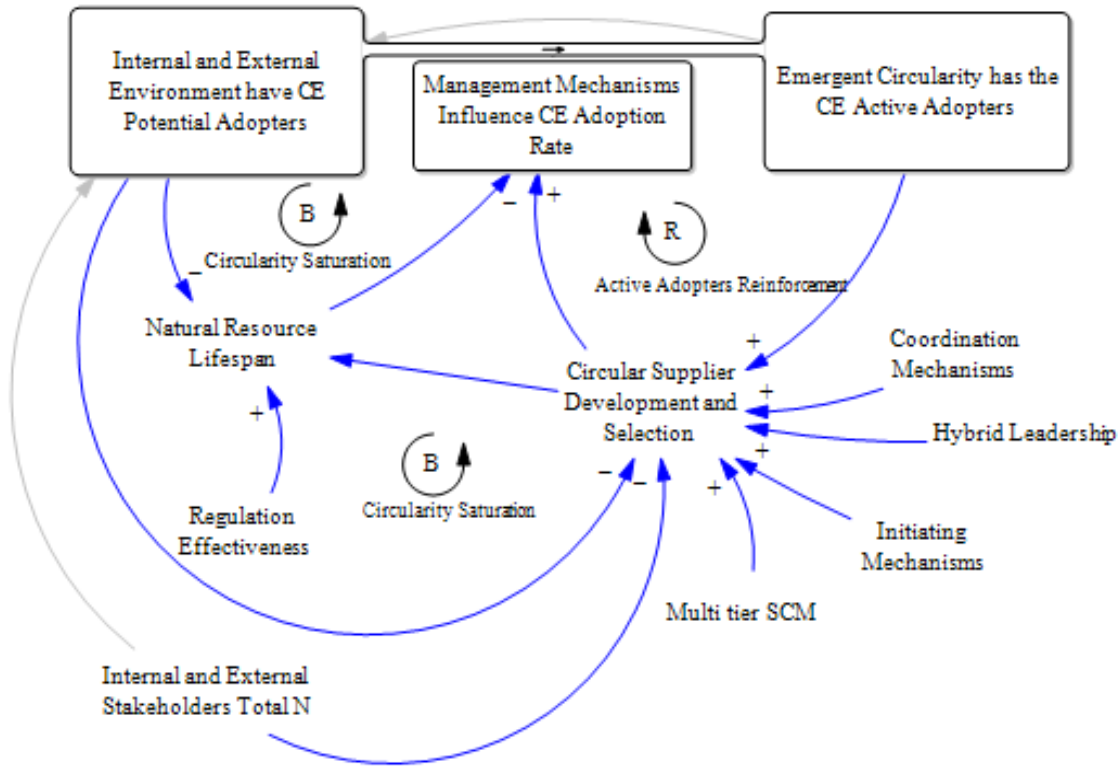 Internal and External
Environment have CE
Potential Adopters
Management Mechanisms
Influence CE Adoption
Rate
Emergent Circularity has the
CE Active Adopters
–
+
B
R
Circularity Saturation
Active Adopters Reinforcement
–
Natural Resource
Lifespan
+
Coordination
Mechanisms
Circular Supplier
Development and
Selection
+
+
Hybrid Leadership
+
B
–
–
+
Circularity Saturation
Regulation
Effectiveness
Initiating
Mechanisms
Multi tier SCM
Internal and External
Stakeholders Total N